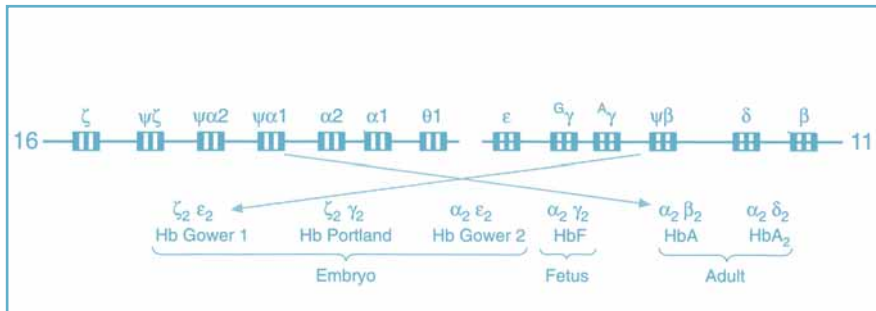 ζ ψζ ψα2 ψα1 α2 α1 θ1 ε ᴳγ ᴬγ ψβ δ β
16 11
ζ₂ ε₂ ζ₂ γ₂ α₂ ε₂ α₂ γ₂ α₂ β₂ α₂ δ₂
Hb Gower 1 Hb Portland Hb Gower 2 HbF HbA HbA₂
Embryo Fetus Adult